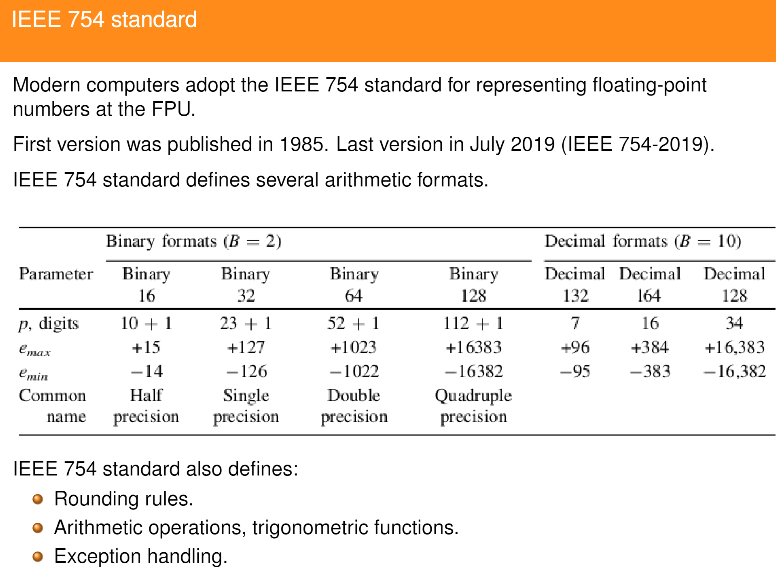 IEEE 754 standard
Modern computers adopt the IEEE 754 standard for representing floating-point
numbers at the FPU.
First version was published in 1985. Last version in July 2019 (IEEE 754-2019).
IEEE 754 standard defines several arithmetic formats.
Binary formats (B = 2) Decimal formats (B = 10)
Parameter Binary Binary Binary Binary Decimal Decimal Decimal
16 32 64 128 132 164 128
p, digits 10 + 1 23 + 1 52 + 1 112 + 1 7 16 34
e_max +15 +127 +1023 +16383 +96 +384 +16,383
e_min −14 −126 −1022 −16382 −95 −383 −16,382
Common Half Single Double Quadruple
name precision precision precision precision
IEEE 754 standard also defines:
Rounding rules.
Arithmetic operations, trigonometric functions.
Exception handling.